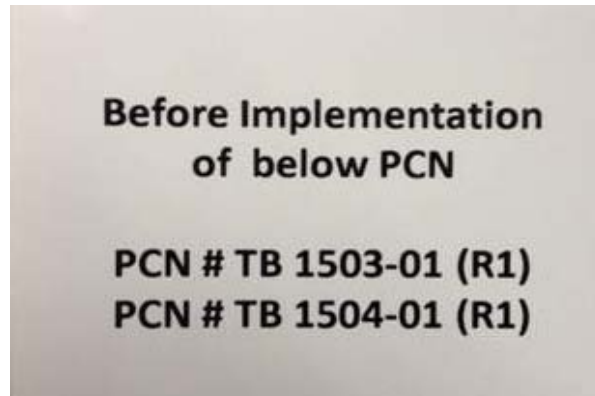 Before Implementation
of below PCN
PCN # TB 1503-01 (R1)
PCN # TB 1504-01 (R1)